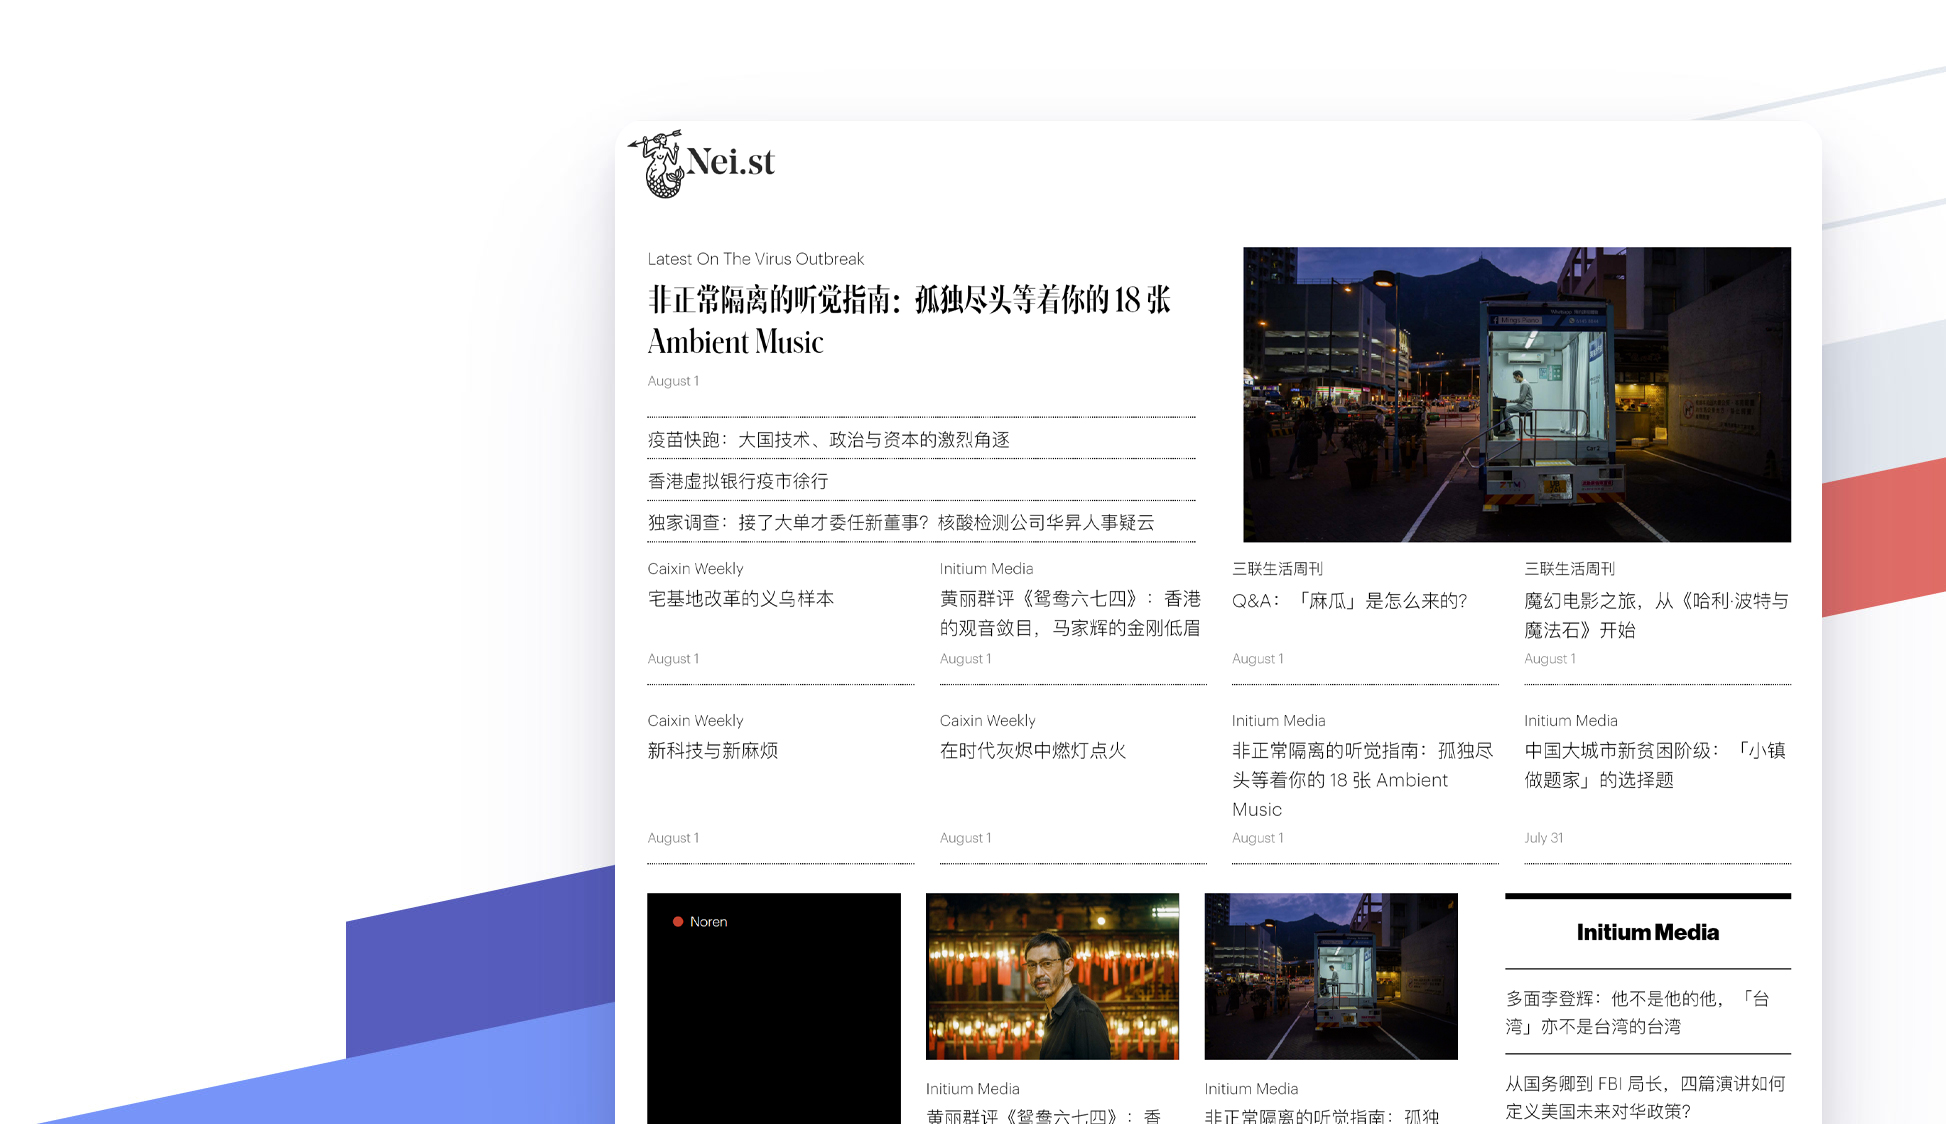 Nei.st
Latest On The Virus Outbreak
非正常隔离的听觉指南：孤独尽头等着你的 18 张
Ambient Music
August 1
疫苗快跑：大国技术、政治与资本的激烈角逐
香港虚拟银行疫市徐行
独家调查：接了大单才委任新董事？核酸检测公司华昇人事疑云
Caixin Weekly
宅基地改革的义乌样本
August 1
Initium Media
黄丽群评《鸳鸯六七四》：香港
的观音敛目，马家辉的金刚低眉
August 1
三联生活周刊
Q&A：「麻瓜」是怎么来的？
August 1
三联生活周刊
魔幻电影之旅，从《哈利·波特与
魔法石》开始
August 1
Caixin Weekly
新科技与新麻烦
August 1
Caixin Weekly
在时代灰烬中燃灯点火
August 1
Initium Media
非正常隔离的听觉指南：孤独尽
头等着你的 18 张 Ambient
Music
August 1
Initium Media
中国大城市新贫困阶级：「小镇
做题家」的选择题
July 31
Noren
Initium Media
黄丽群评《鸳鸯六七四》：香
Initium Media
非正常隔离的听觉指南：孤独
Initium Media
多面李登辉：他不是他的他，「台
湾」亦不是台湾的台湾
从国务卿到 FBI 局长，四篇演讲如何
定义美国未来对华政策？